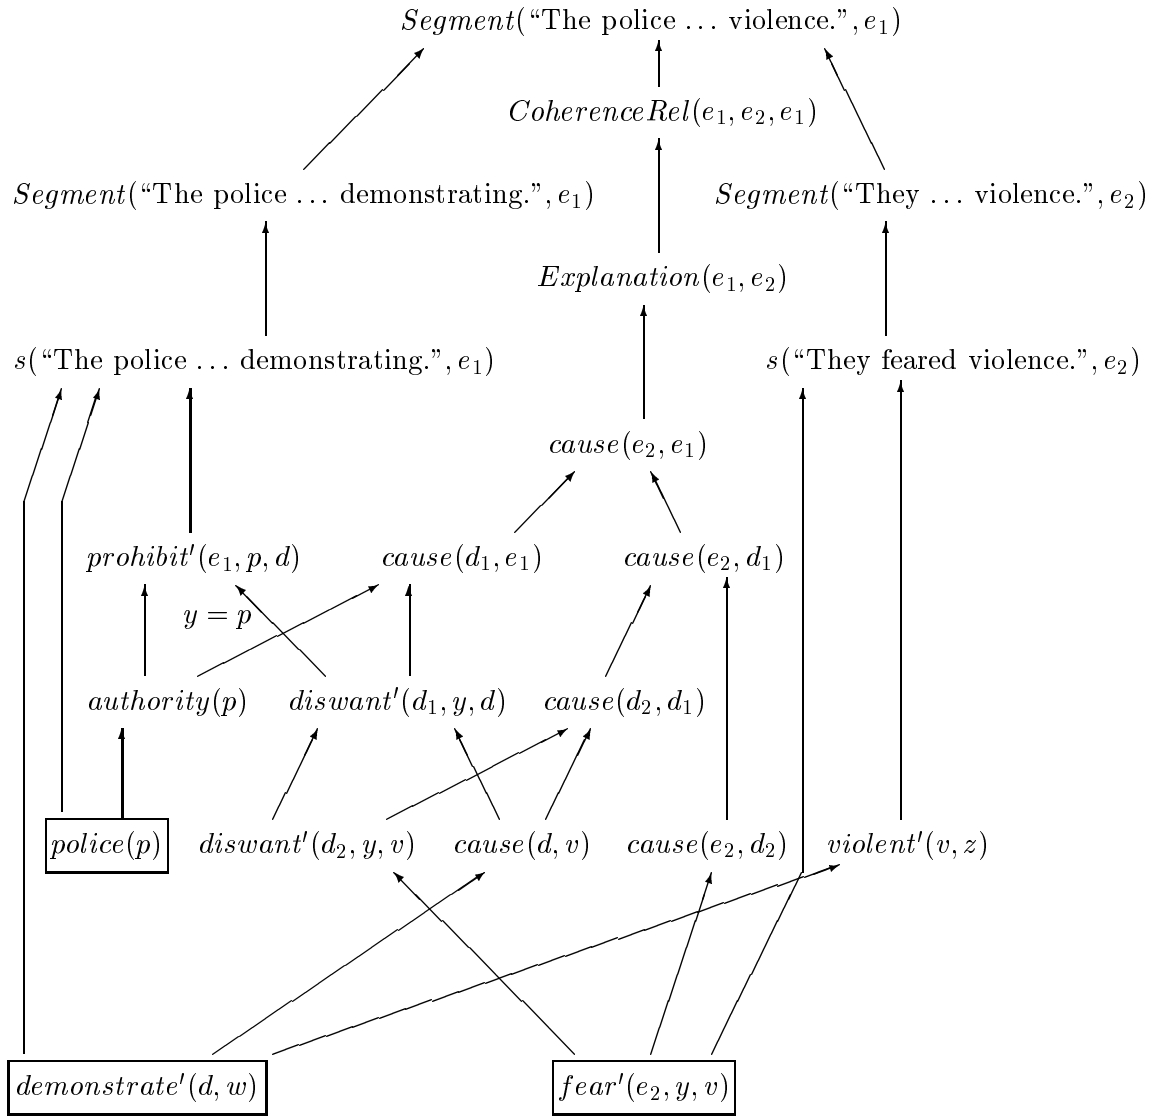 Segment(“The police … violence.”, e₁)
CoherenceRel(e₁, e₂, e₁)
Segment(“The police … demonstrating.”, e₁) Segment(“They … violence.”, e₂)
Explanation(e₁, e₂)
s(“The police … demonstrating.”, e₁) s(“They feared violence.”, e₂)
cause(e₂, e₁)
prohibit′(e₁, p, d) cause(d₁, e₁) cause(e₂, d₁)
y = p
authority(p) diswant′(d₁, y, d) cause(d₂, d₁)
police(p) diswant′(d₂, y, v) cause(d, v) cause(e₂, d₂) violent′(v, z)
demonstrate′(d, w) fear′(e₂, y, v)